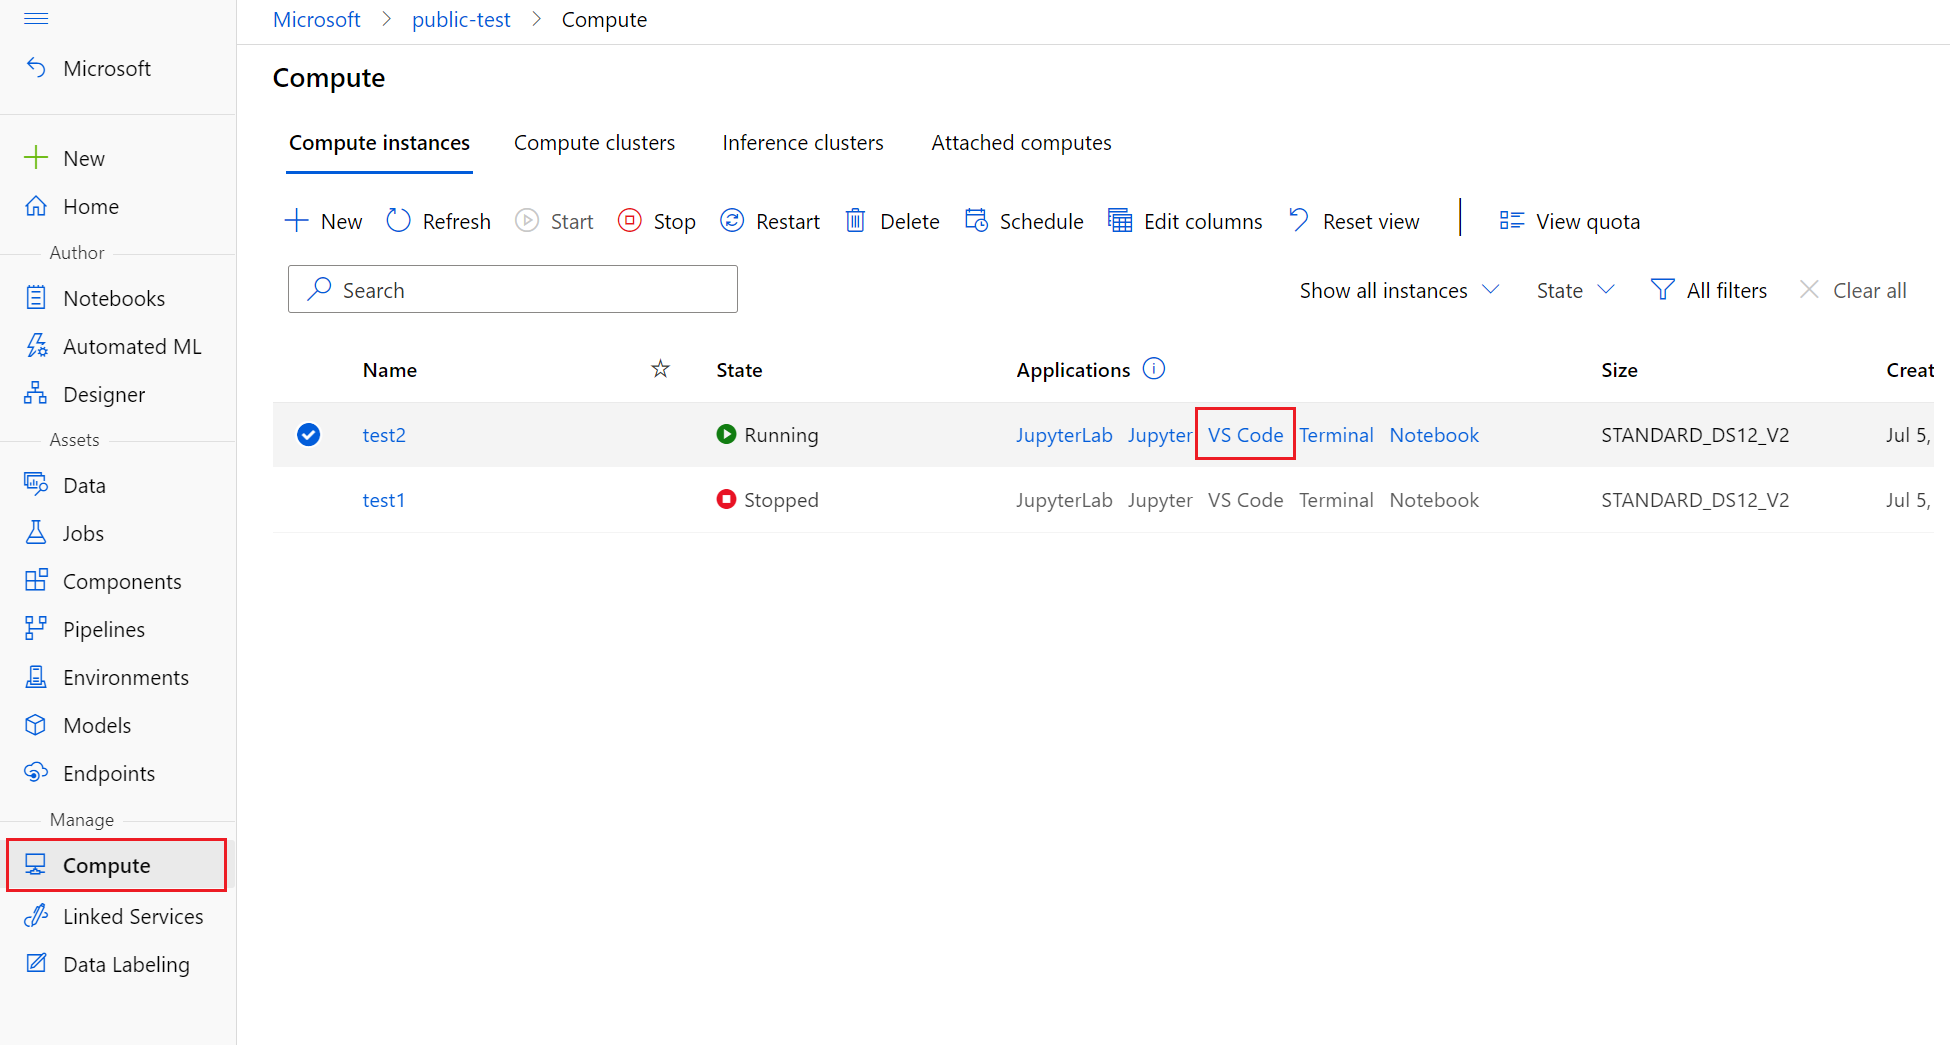 Microsoft > public-test > Compute
Microsoft
New
Home
Author
Notebooks
Automated ML
Designer
Assets
Data
Jobs
Components
Pipelines
Environments
Models
Endpoints
Manage
Compute
Linked Services
Data Labeling
Compute
Compute instances Compute clusters Inference clusters Attached computes
New Refresh Start Stop Restart Delete Schedule Edit columns Reset view View quota
Search Show all instances State All filters Clear all
Name State Applications Size Creat
test2 Running JupyterLab Jupyter VS Code Terminal Notebook STANDARD_DS12_V2 Jul 5,
test1 Stopped JupyterLab Jupyter VS Code Terminal Notebook STANDARD_DS12_V2 Jul 5,